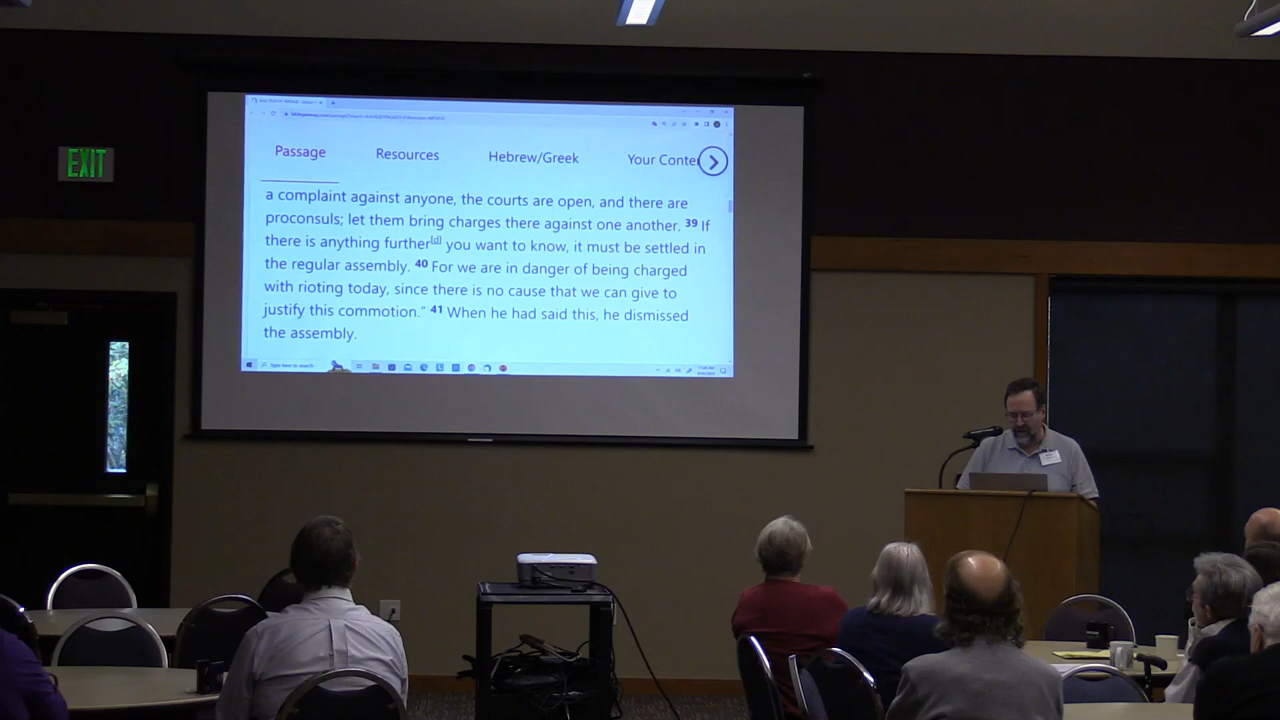 EXIT
Passage
Resources
Hebrew/Greek
Your Conte
a complaint against anyone, the courts are open, and there are
proconsuls; let them bring charges there against one another. 39 If
there is anything further[d] you want to know, it must be settled in
the regular assembly. 40 For we are in danger of being charged
with rioting today, since there is no cause that we can give to
justify this commotion.” 41 When he had said this, he dismissed
the assembly.
Type here to search